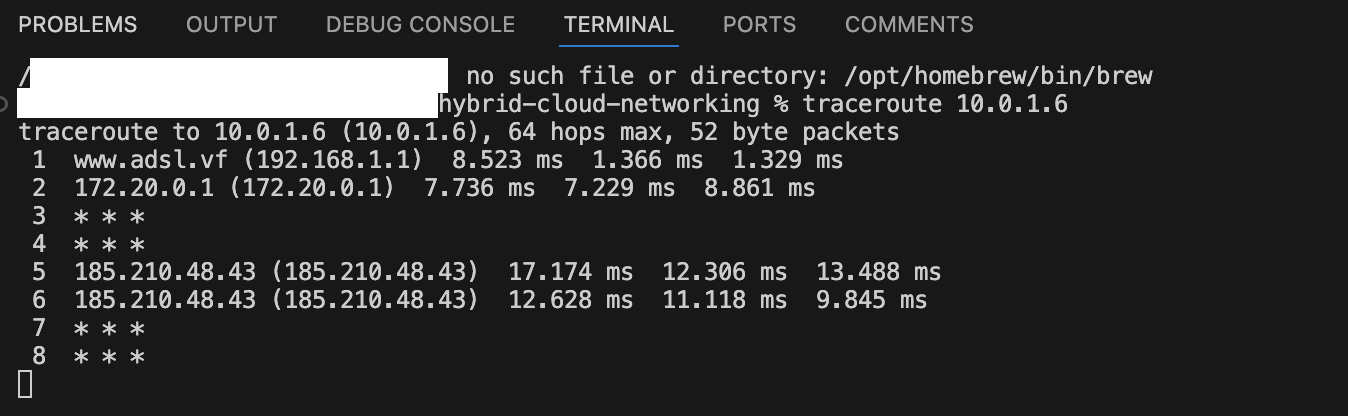 PROBLEMS OUTPUT DEBUG CONSOLE TERMINAL PORTS COMMENTS
/ no such file or directory: /opt/homebrew/bin/brew
hybrid-cloud-networking % traceroute 10.0.1.6
traceroute to 10.0.1.6 (10.0.1.6), 64 hops max, 52 byte packets
1 www.adsl.vf (192.168.1.1) 8.523 ms 1.366 ms 1.329 ms
2 172.20.0.1 (172.20.0.1) 7.736 ms 7.229 ms 8.861 ms
3 * * *
4 * * *
5 185.210.48.43 (185.210.48.43) 17.174 ms 12.306 ms 13.488 ms
6 185.210.48.43 (185.210.48.43) 12.628 ms 11.118 ms 9.845 ms
7 * * *
8 * * *